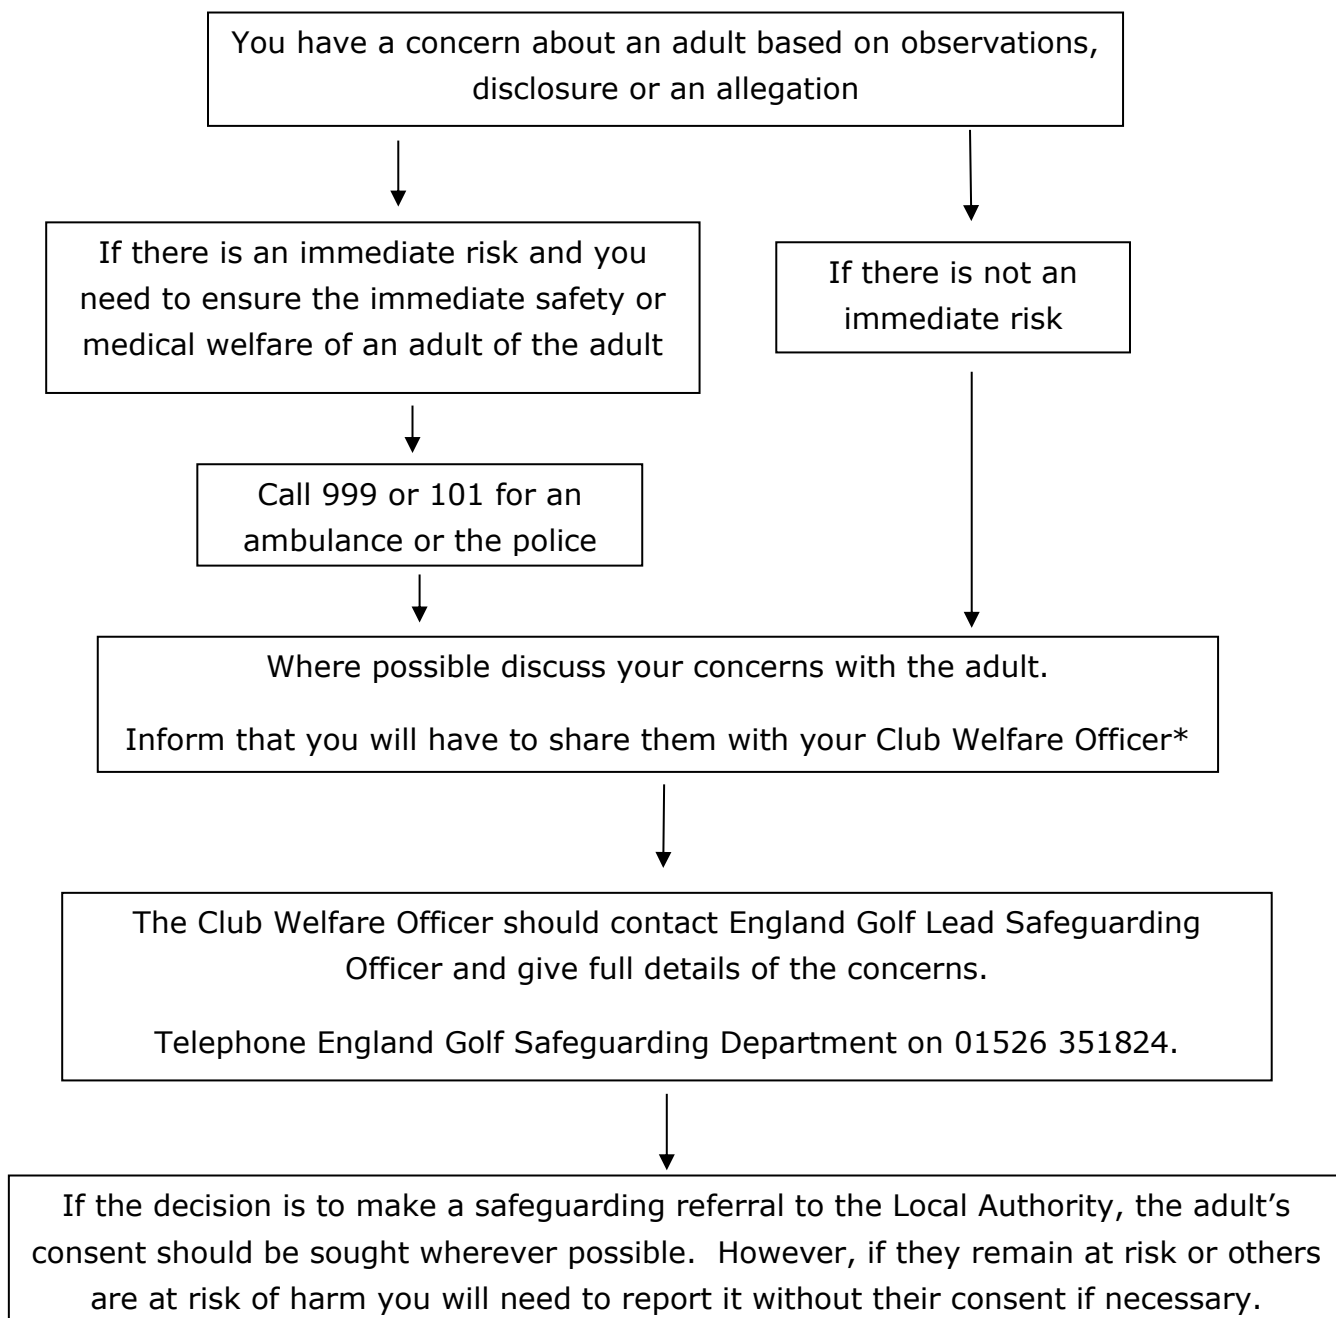 You have a concern about an adult based on observations,
disclosure or an allegation
If there is an immediate risk and you
need to ensure the immediate safety or
medical welfare of an adult of the adult
If there is not an
immediate risk
Call 999 or 101 for an
ambulance or the police
Where possible discuss your concerns with the adult.
Inform that you will have to share them with your Club Welfare Officer*
The Club Welfare Officer should contact England Golf Lead Safeguarding
Officer and give full details of the concerns.
Telephone England Golf Safeguarding Department on 01526 351824.
If the decision is to make a safeguarding referral to the Local Authority, the adult’s
consent should be sought wherever possible.  However, if they remain at risk or others
are at risk of harm you will need to report it without their consent if necessary.